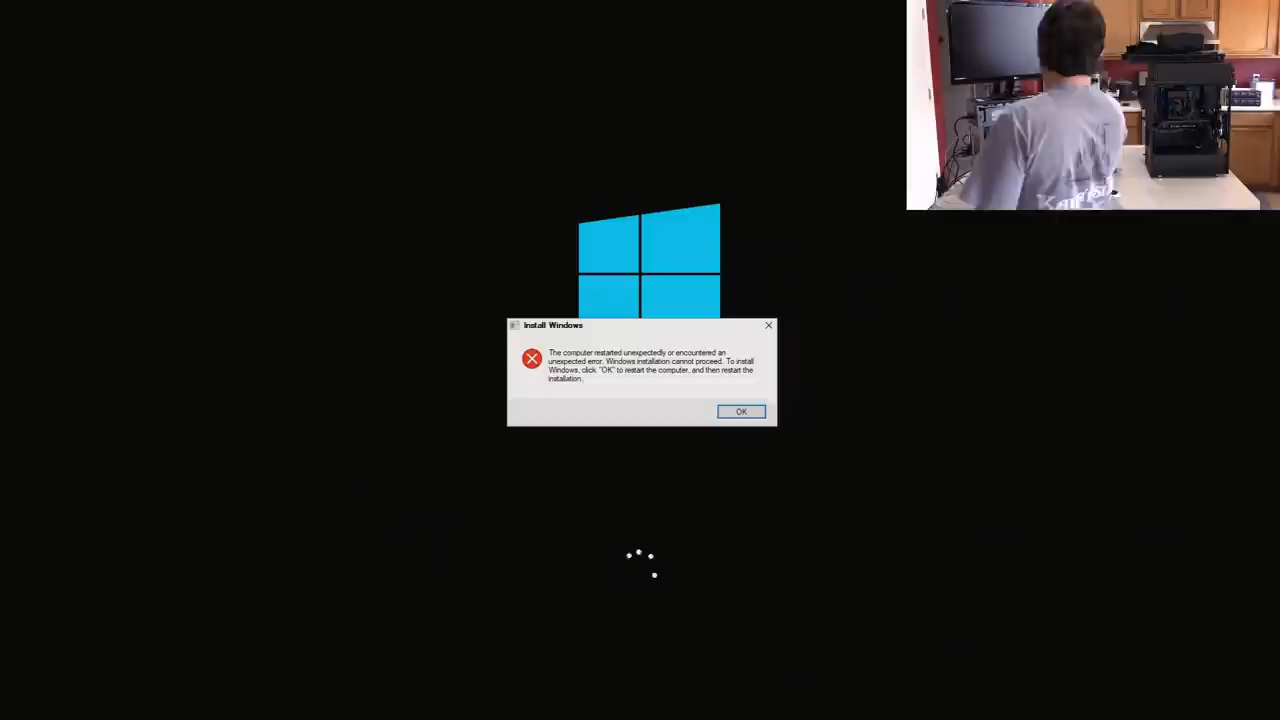 Install Windows
The computer restarted unexpectedly or encountered an
unexpected error. Windows installation cannot proceed. To install
Windows, click "OK" to restart the computer, and then restart the
installation.
OK